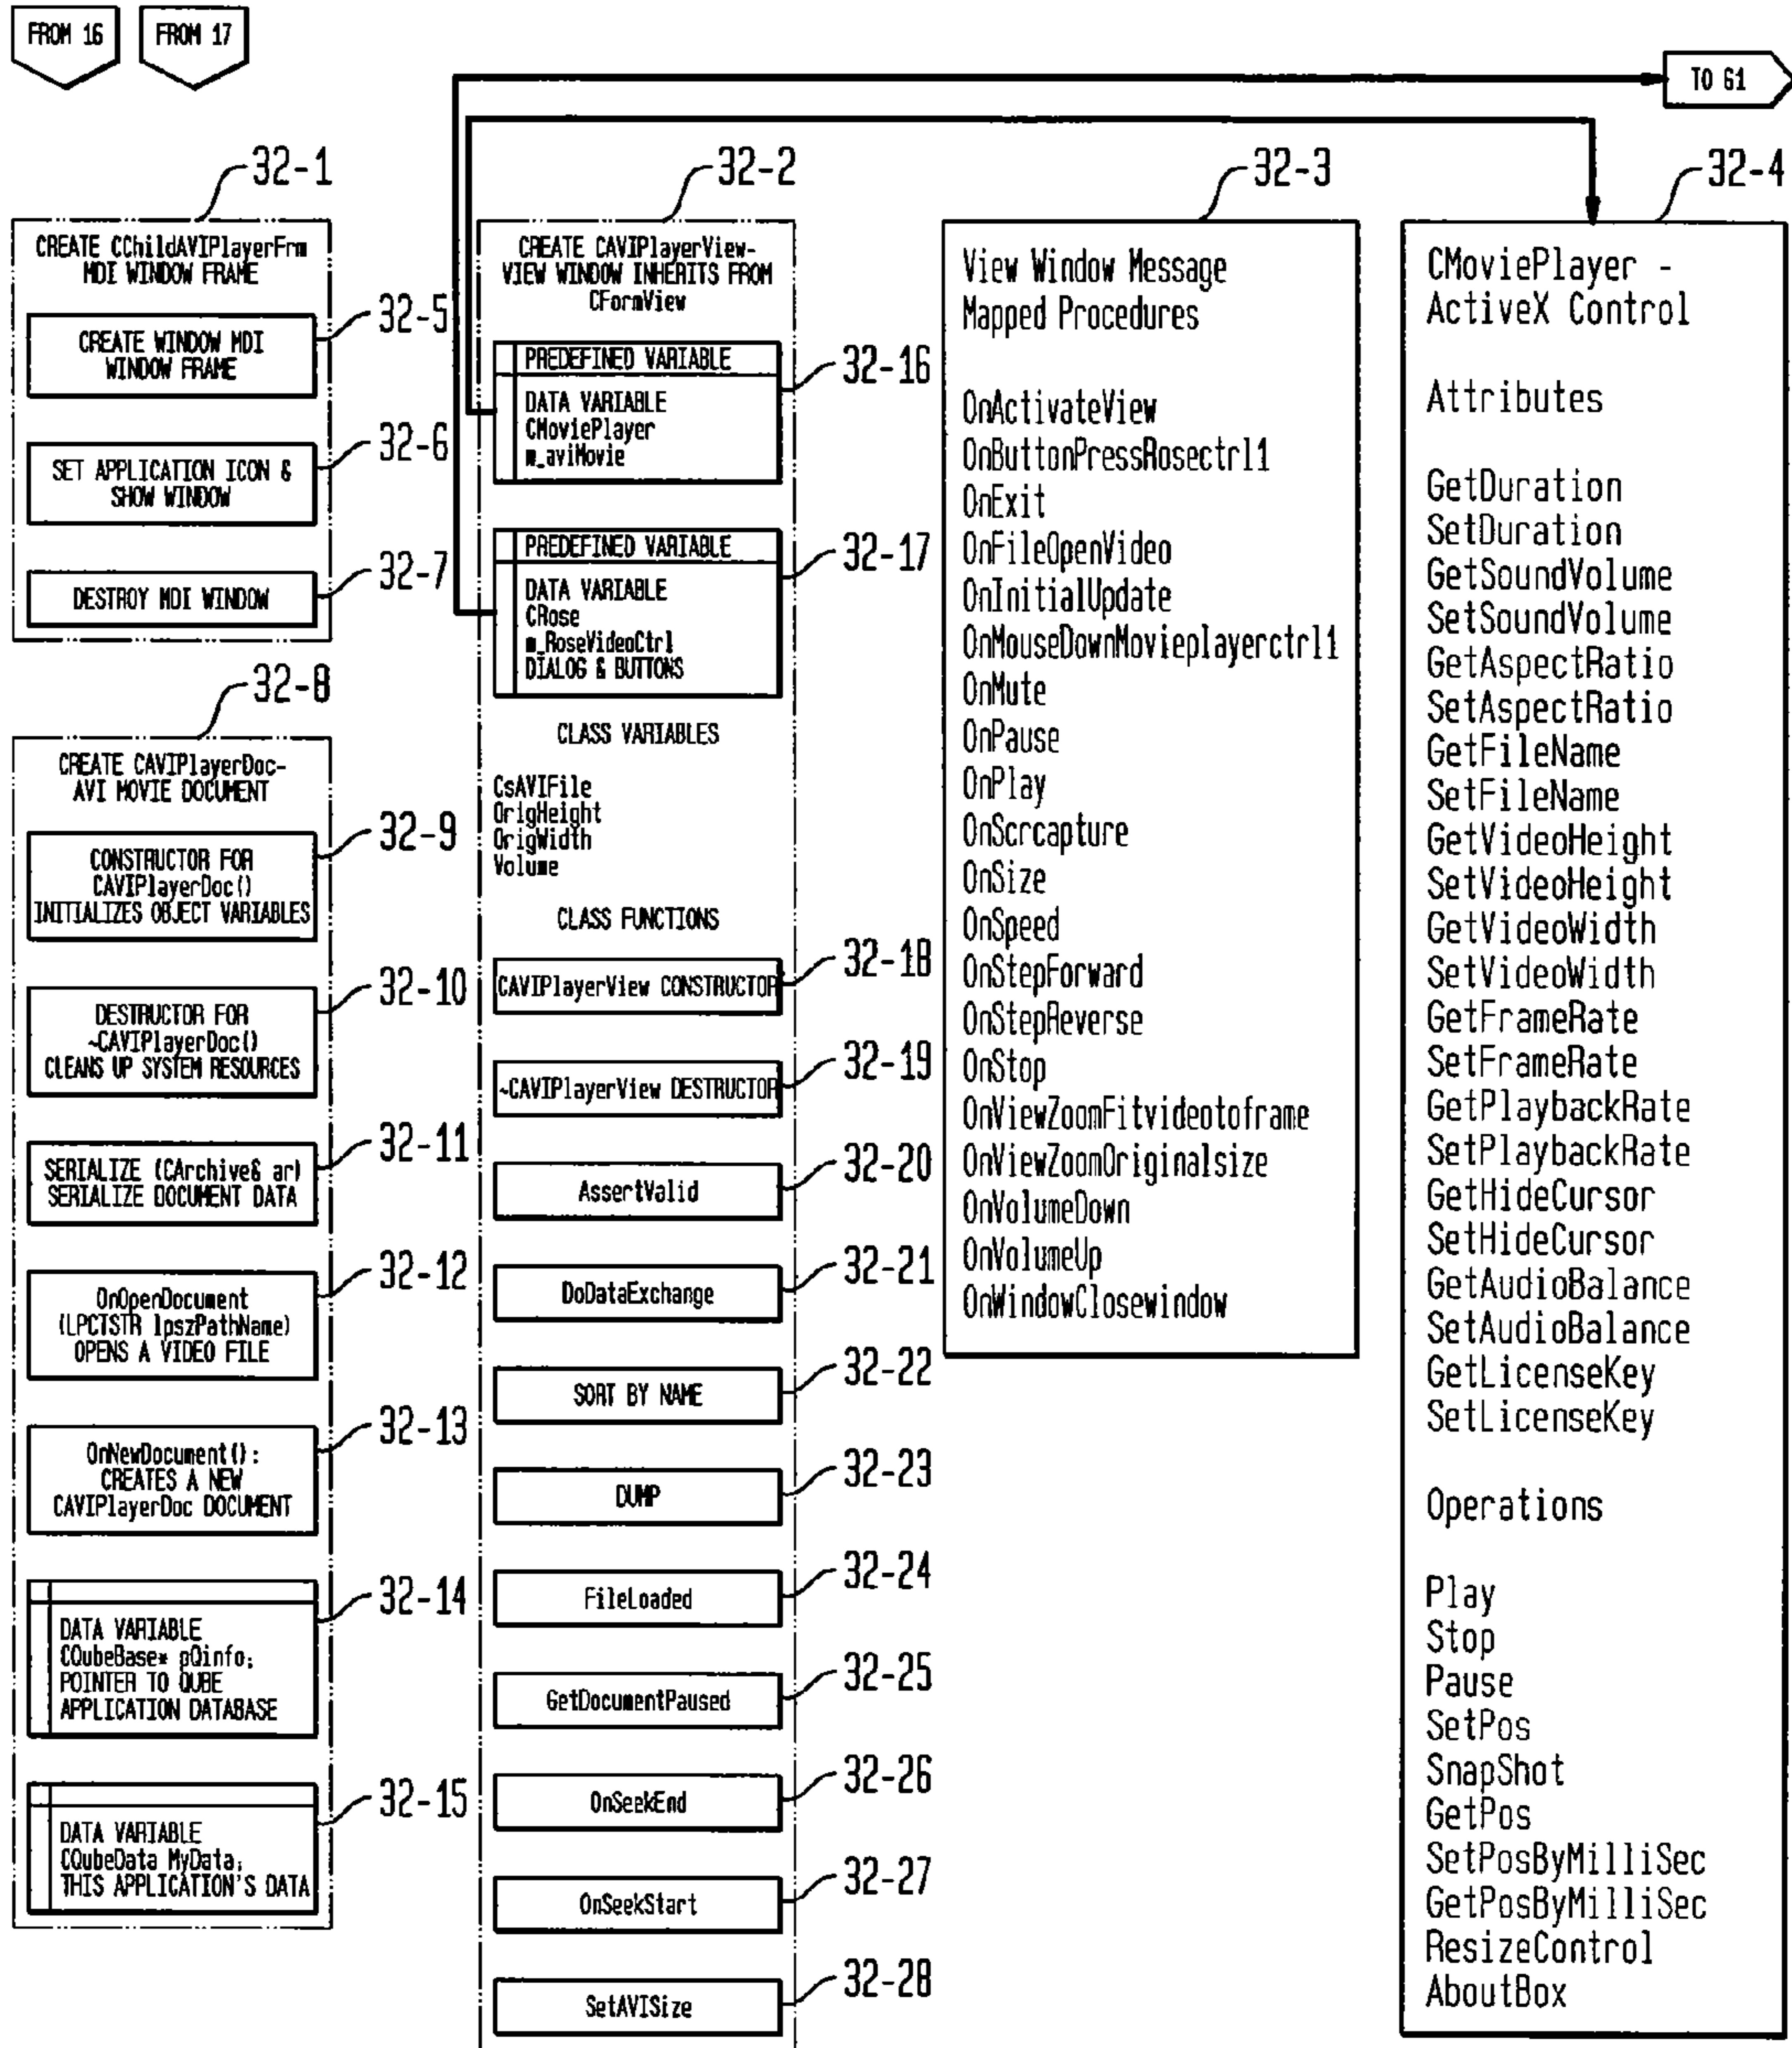 FROM 16
FROM 17
TO 61
32-1
CREATE CChildAVIPlayerFrm
MDI WINDOW FRAME
CREATE WINDOW MDI
WINDOW FRAME
32-5
SET APPLICATION ICON &
SHOW WINDOW
32-6
DESTROY MDI WINDOW
32-7
32-8
CREATE CAVIPlayerDoc-
AVI MOVIE DOCUMENT
CONSTRUCTOR FOR
CAVIPlayerDoc()
INITIALIZES OBJECT VARIABLES
32-9
DESTRUCTOR FOR
~CAVIPlayerDoc()
CLEANS UP SYSTEM RESOURCES
32-10
SERIALIZE (CArchive& ar)
SERIALIZE DOCUMENT DATA
32-11
OnOpenDocument
(LPCTSTR lpszPathName)
OPENS A VIDEO FILE
32-12
OnNewDocument():
CREATES A NEW
CAVIPlayerDoc DOCUMENT
32-13
DATA VARIABLE
CQubeBase* pQinfo;
POINTER TO QUBE
APPLICATION DATABASE
32-14
DATA VARIABLE
CQubeData MyData;
THIS APPLICATION'S DATA
32-15
32-2
CREATE CAVIPlayerView-
VIEW WINDOW INHERITS FROM
CFormView
PREDEFINED VARIABLE
DATA VARIABLE
CMoviePlayer
m_aviMovie
32-16
PREDEFINED VARIABLE
DATA VARIABLE
CRose
m_RoseVideoCtrl
DIALOG & BUTTONS
32-17
CLASS VARIABLES
CsAVIFile
OrigHeight
OrigWidth
Volume
CLASS FUNCTIONS
CAVIPlayerView CONSTRUCTOR
32-18
~CAVIPlayerView DESTRUCTOR
32-19
AssertValid
32-20
DoDataExchange
32-21
SORT BY NAME
32-22
DUMP
32-23
FileLoaded
32-24
GetDocumentPaused
32-25
OnSeekEnd
32-26
OnSeekStart
32-27
SetAVISize
32-28
32-3
View Window Message
Mapped Procedures
OnActivateView
OnButtonPressRosectrl1
OnExit
OnFileOpenVideo
OnInitialUpdate
OnMouseDownMovieplayerctrl1
OnMute
OnPause
OnPlay
OnScrcapture
OnSize
OnSpeed
OnStepForward
OnStepReverse
OnStop
OnViewZoomFitvideotoframe
OnViewZoomOriginalsize
OnVolumeDown
OnVolumeUp
OnWindowClosewindow
32-4
CMoviePlayer -
ActiveX Control
Attributes
GetDuration
SetDuration
GetSoundVolume
SetSoundVolume
GetAspectRatio
SetAspectRatio
GetFileName
SetFileName
GetVideoHeight
SetVideoHeight
GetVideoWidth
SetVideoWidth
GetFrameRate
SetFrameRate
GetPlaybackRate
SetPlaybackRate
GetHideCursor
SetHideCursor
GetAudioBalance
SetAudioBalance
GetLicenseKey
SetLicenseKey
Operations
Play
Stop
Pause
SetPos
SnapShot
GetPos
SetPosByMilliSec
GetPosByMilliSec
ResizeControl
AboutBox